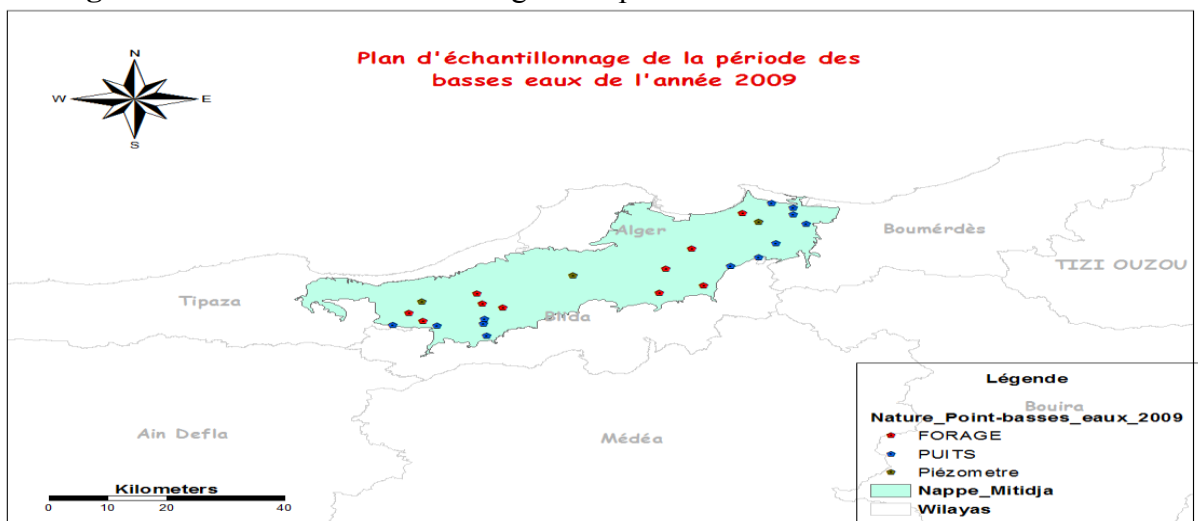 Plan d'échantillonnage de la période des
basses eaux de l'année 2009
N
W
E
S
Alger
Boumérdès
TIZI OUZOU
Tipaza
Blida
Ain Defla
Médéa
Bouira
Légende
Nature_Point-basses_eaux_2009
FORAGE
PUITS
Piézometre
Nappe_Mitidja
Wilayas
Kilometers
0 10 20 40